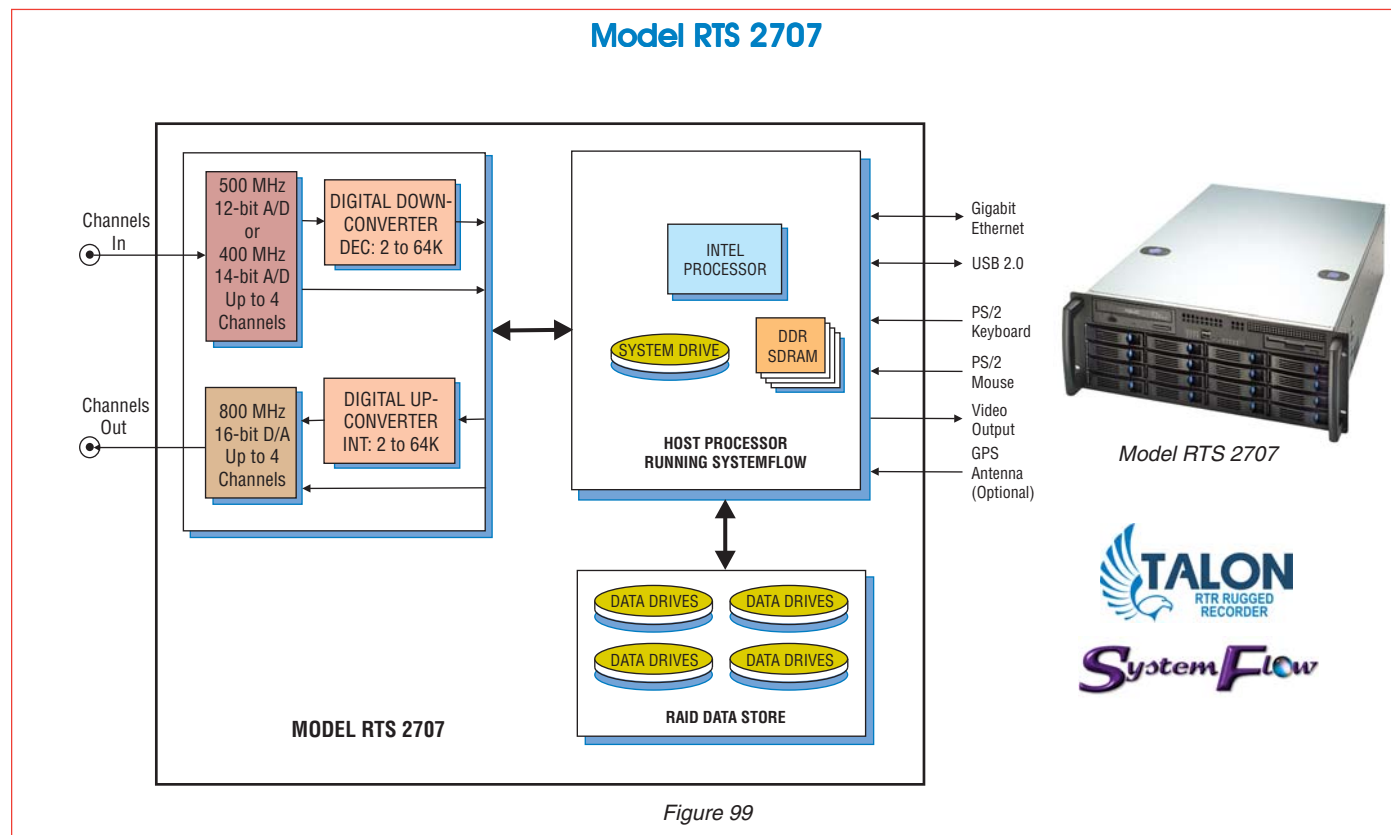 Model RTS 2707
Channels
In
500 MHz
12-bit A/D
or
400 MHz
14-bit A/D
Up to 4
Channels
DIGITAL DOWN-
CONVERTER
DEC: 2 to 64K
Channels
Out
800 MHz
16-bit D/A
Up to 4
Channels
DIGITAL UP-
CONVERTER
INT: 2 to 64K
MODEL RTS 2707
INTEL
PROCESSOR
SYSTEM DRIVE
DDR
SDRAM
HOST PROCESSOR
RUNNING SYSTEMFLOW
DATA DRIVES
DATA DRIVES
DATA DRIVES
DATA DRIVES
RAID DATA STORE
Gigabit
Ethernet
USB 2.0
PS/2
Keyboard
PS/2
Mouse
Video
Output
GPS
Antenna
(Optional)
Model RTS 2707
TALON
RTR RUGGED
RECORDER
SystemFlow
Figure 99